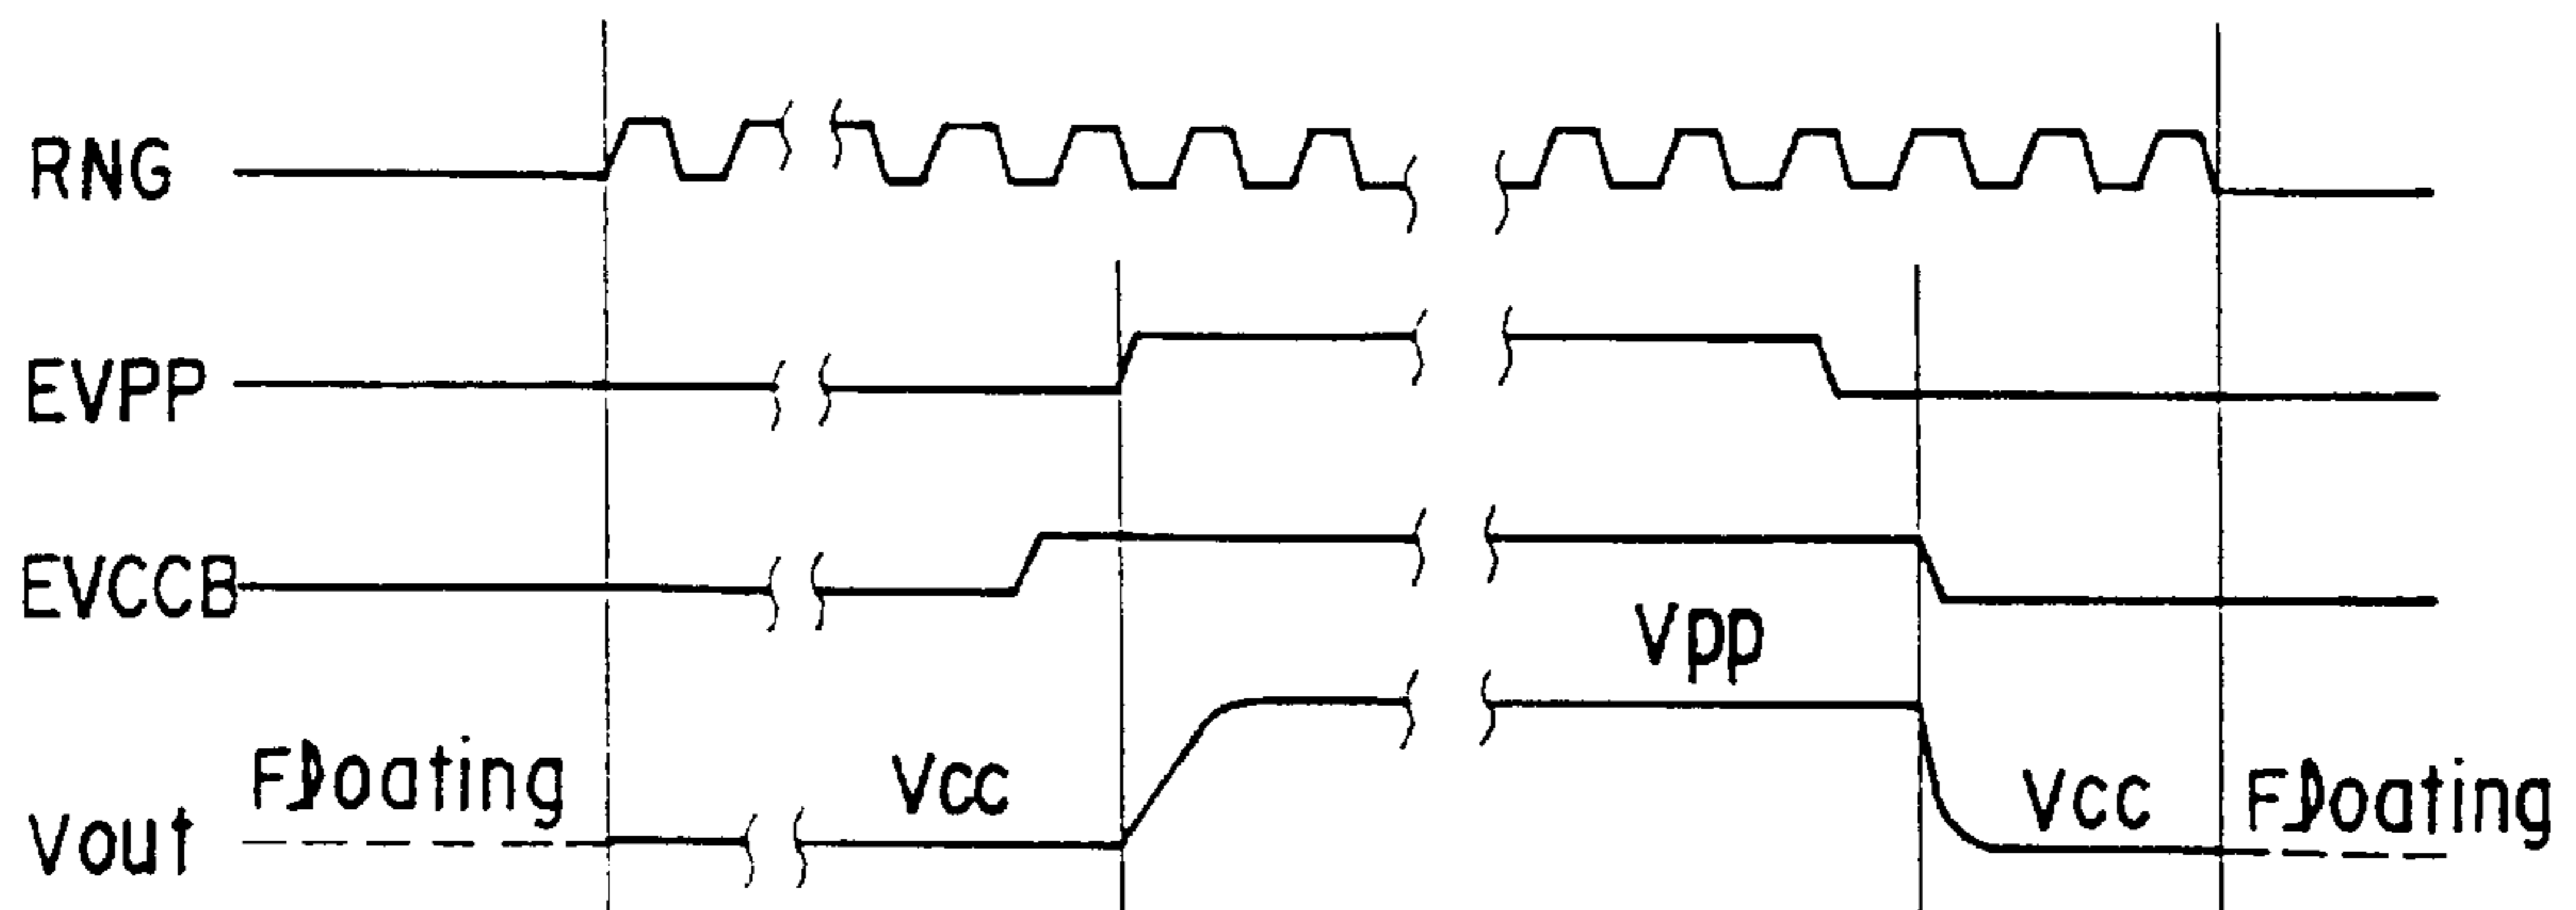 RNG
EVPP
EVCCB
Vpp
Vout Floating Vcc Vcc Floating